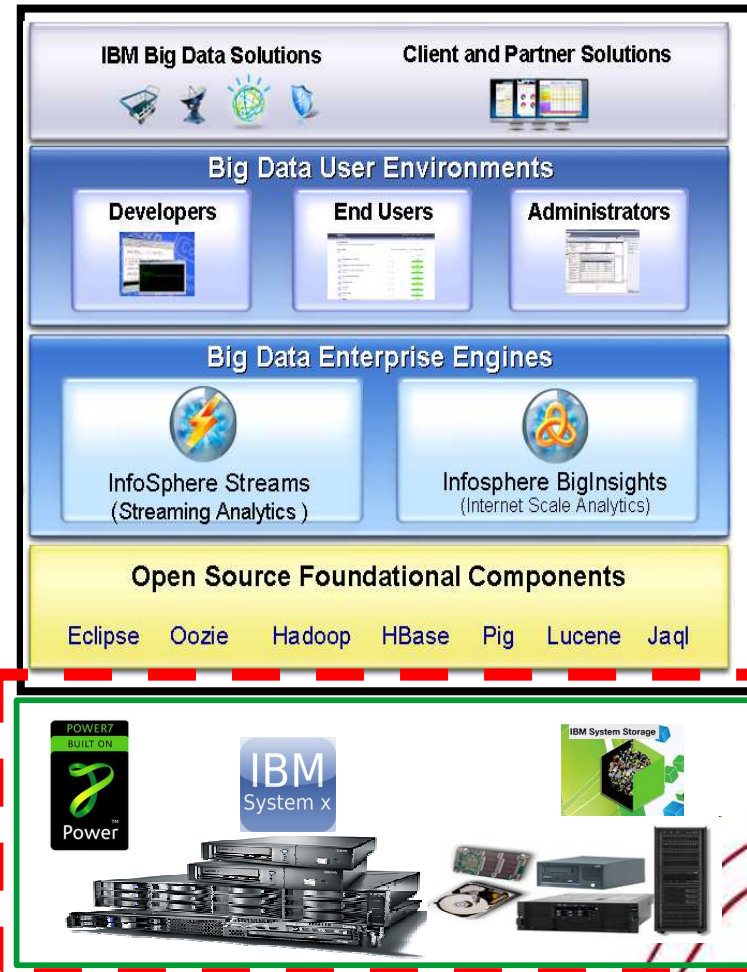 IBM Big Data Solutions
Client and Partner Solutions
Big Data User Environments
Developers
End Users
Administrators
Big Data Enterprise Engines
InfoSphere Streams
(Streaming Analytics )
Infosphere BigInsights
(Internet Scale Analytics)
Open Source Foundational Components
Eclipse Oozie Hadoop HBase Pig Lucene Jaql
POWER7
BUILT ON
Power
TM
IBM
System x
IBM System Storage